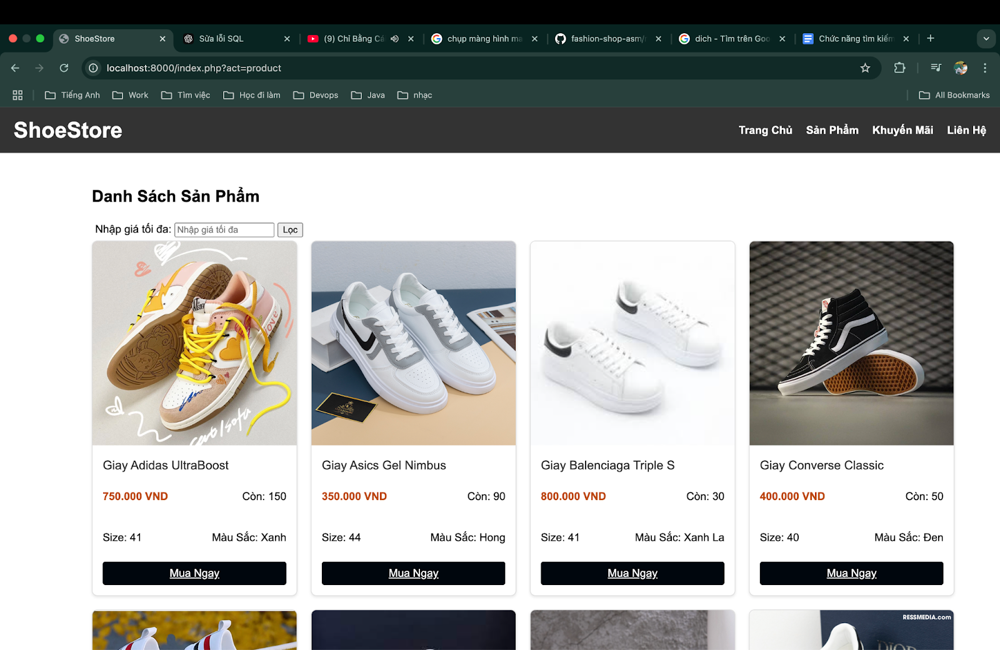 ShoeStore
Sửa lỗi SQL
(9) Chỉ Bằng Cá
chụp màng hình ma
fashion-shop-asm/
dich - Tìm trên Goo
Chức năng tìm kiếm
localhost:8000/index.php?act=product
Tiếng Anh
Work
Tìm việc
Học đi làm
Devops
Java
nhạc
All Bookmarks
ShoeStore
Trang Chủ
Sản Phẩm
Khuyến Mãi
Liên Hệ
Danh Sách Sản Phẩm
Nhập giá tối đa: Nhập giá tối đa Lọc
love
RESSMEDIA.com
Giay Adidas UltraBoost
750.000 VND Còn: 150
Size: 41 Màu Sắc: Xanh
Mua Ngay
Giay Asics Gel Nimbus
350.000 VND Còn: 90
Size: 44 Màu Sắc: Hong
Mua Ngay
Giay Balenciaga Triple S
800.000 VND Còn: 30
Size: 41 Màu Sắc: Xanh La
Mua Ngay
Giay Converse Classic
400.000 VND Còn: 50
Size: 40 Màu Sắc: Đen
Mua Ngay
DIOR